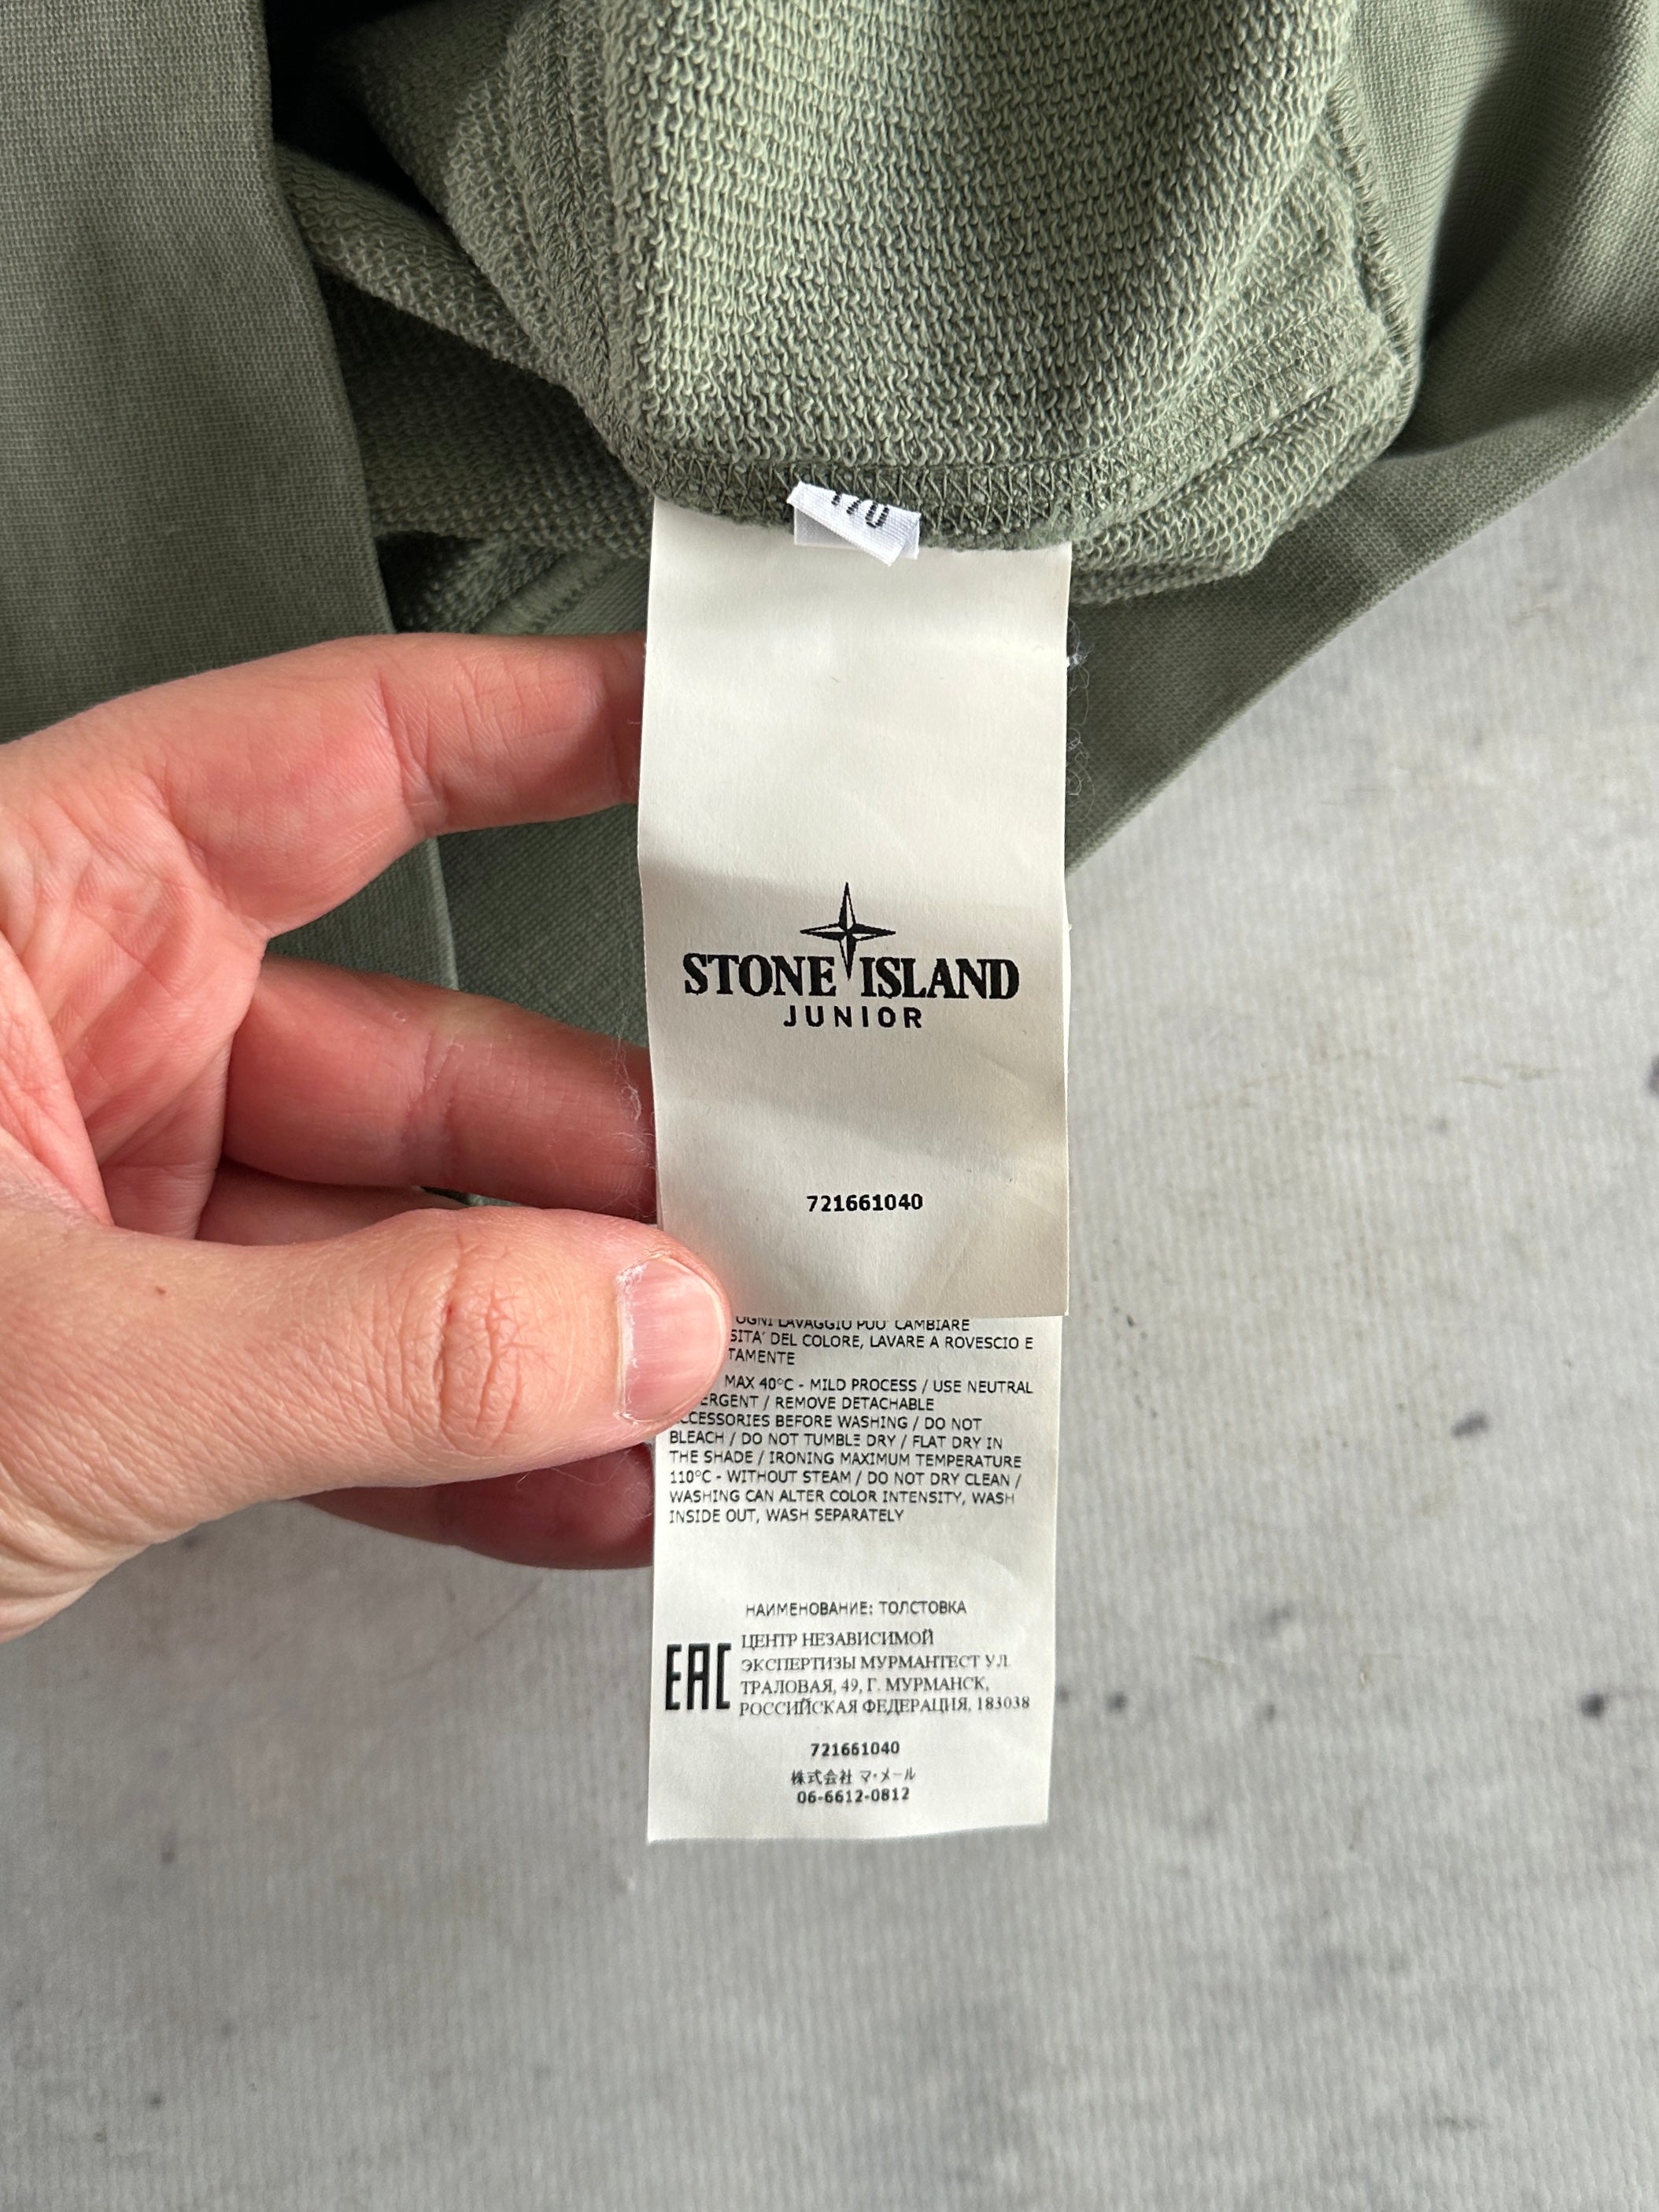 STONE ISLAND
JUNIOR
721661040
OGNI LAVAGGIO PUO' CAMBIARE
SITA' DEL COLORE, LAVARE A ROVESCIO E
TAMENTE
MAX 40°C - MILD PROCESS / USE NEUTRAL
ERGENT / REMOVE DETACHABLE
CCESSORIES BEFORE WASHING / DO NOT
BLEACH / DO NOT TUMBLE DRY / FLAT DRY IN
THE SHADE / IRONING MAXIMUM TEMPERATURE
110°C - WITHOUT STEAM / DO NOT DRY CLEAN /
WASHING CAN ALTER COLOR INTENSITY, WASH
INSIDE OUT, WASH SEPARATELY
НАИМЕНОВАНИЕ: ТОЛСТОВКА
EAC
ЦЕНТР НЕЗАВИСИМОЙ
ЭКСПЕРТИЗЫ МУРМАНТЕСТ УЛ.
ТРАЛОВАЯ, 49, Г. МУРМАНСК,
РОССИЙСКАЯ ФЕДЕРАЦИЯ, 183038
721661040
株式会社 マ・メール
06-6612-0812